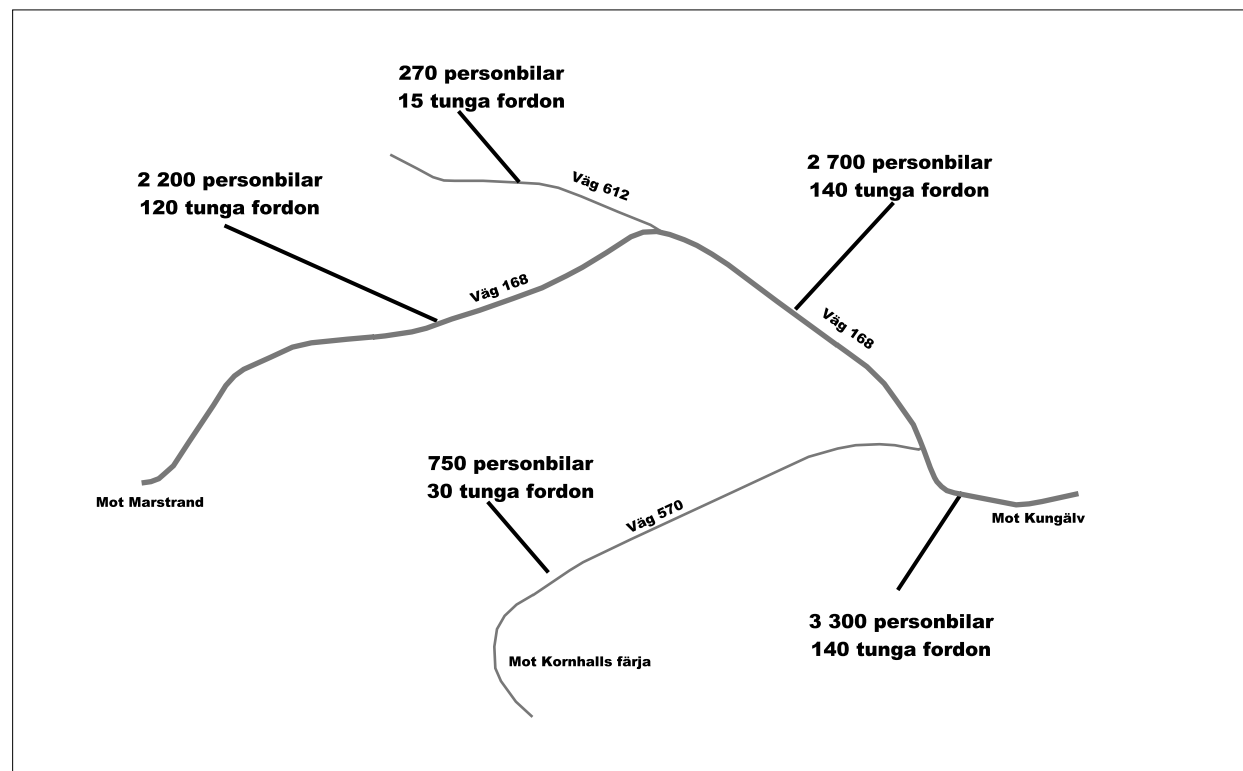 270 personbilar
15 tunga fordon
2 200 personbilar
120 tunga fordon
Väg 612
2 700 personbilar
140 tunga fordon
Väg 168
Väg 168
Mot Marstrand
750 personbilar
30 tunga fordon
Väg 570
Mot Kungälv
3 300 personbilar
140 tunga fordon
Mot Kornhalls färja